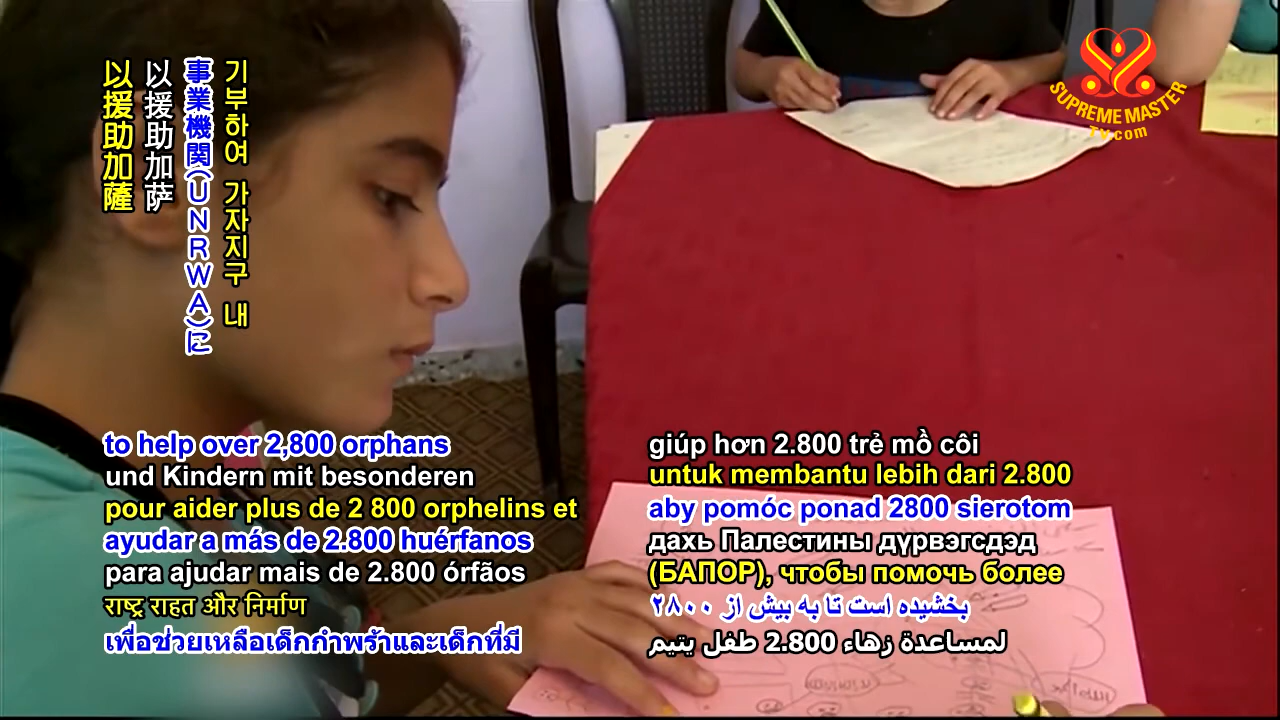 以援助加薩
以援助加萨
事業機関(UNRWA)に
기부하여 가자지구 내
SUPREME MASTER
TV.com
to help over 2,800 orphans
und Kindern mit besonderen
pour aider plus de 2 800 orphelins et
ayudar a más de 2.800 huérfanos
para ajudar mais de 2.800 órfãos
राष्ट्र राहत और निर्माण
เพื่อช่วยเหลือเด็กกำพร้าและเด็กที่มี
giúp hơn 2.800 trẻ mồ côi
untuk membantu lebih dari 2.800
aby pomóc ponad 2800 sierotom
дахь Палестины дүрвэгсдэд
(БАПОР), чтобы помочь более
بخشیده است تا به بیش از ۲۸۰۰
لمساعدة زهاء 2.800 طفل يتيم